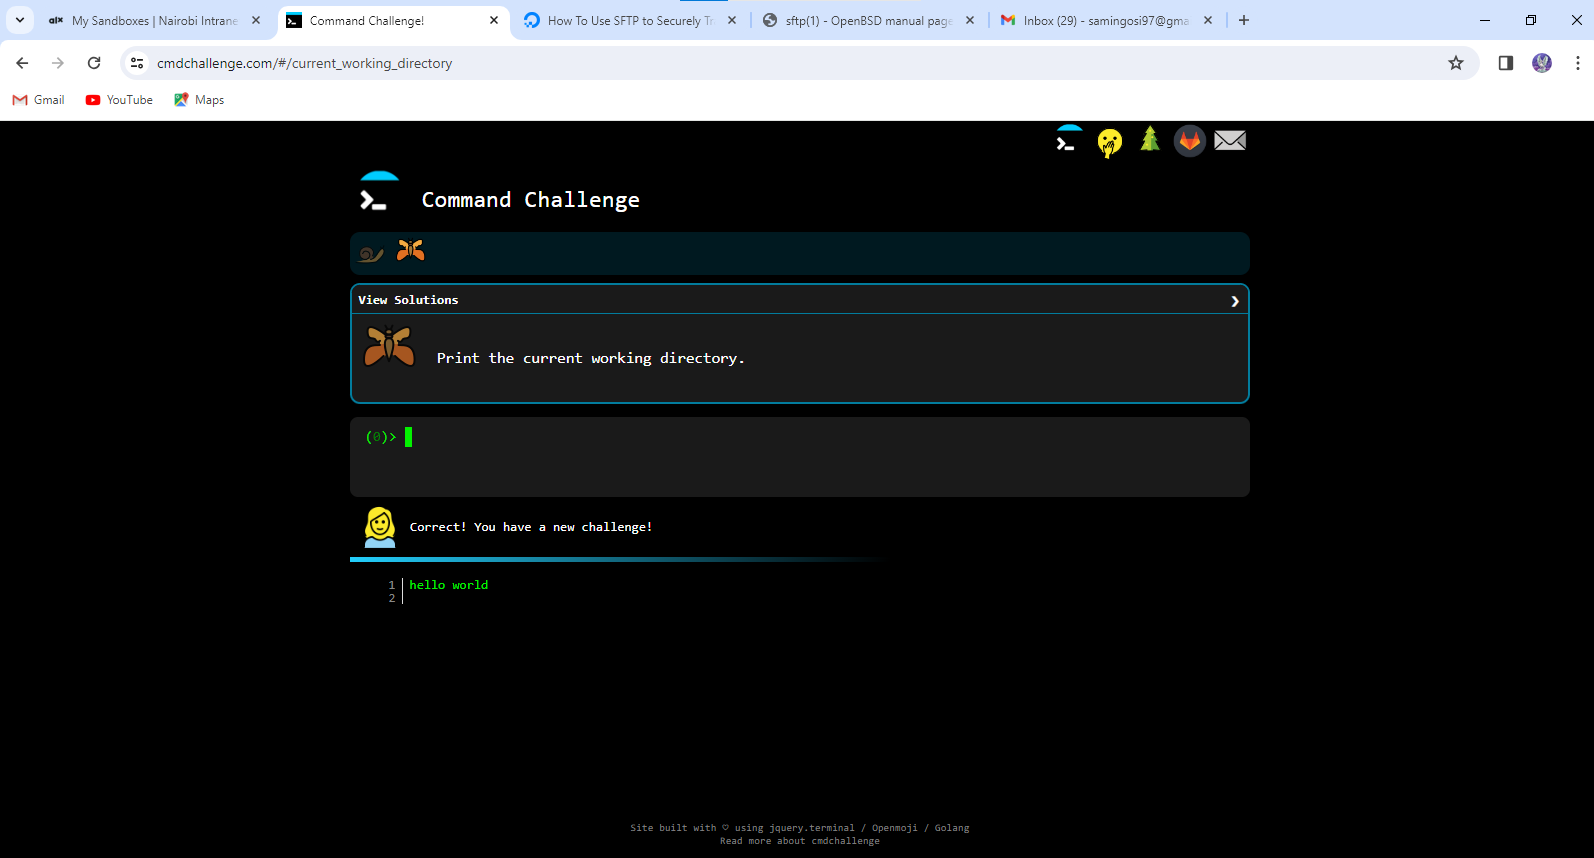 alx My Sandboxes | Nairobi Intrane
Command Challenge!
How To Use SFTP to Securely Tr
sftp(1) - OpenBSD manual page
Inbox (29) - samingosi97@gma
cmdchallenge.com/#/current_working_directory
Gmail YouTube Maps
Command Challenge
View Solutions
Print the current working directory.
(0)>
Correct! You have a new challenge!
1 hello world
2
Site built with ♡ using jquery.terminal / Openmoji / Golang
Read more about cmdchallenge